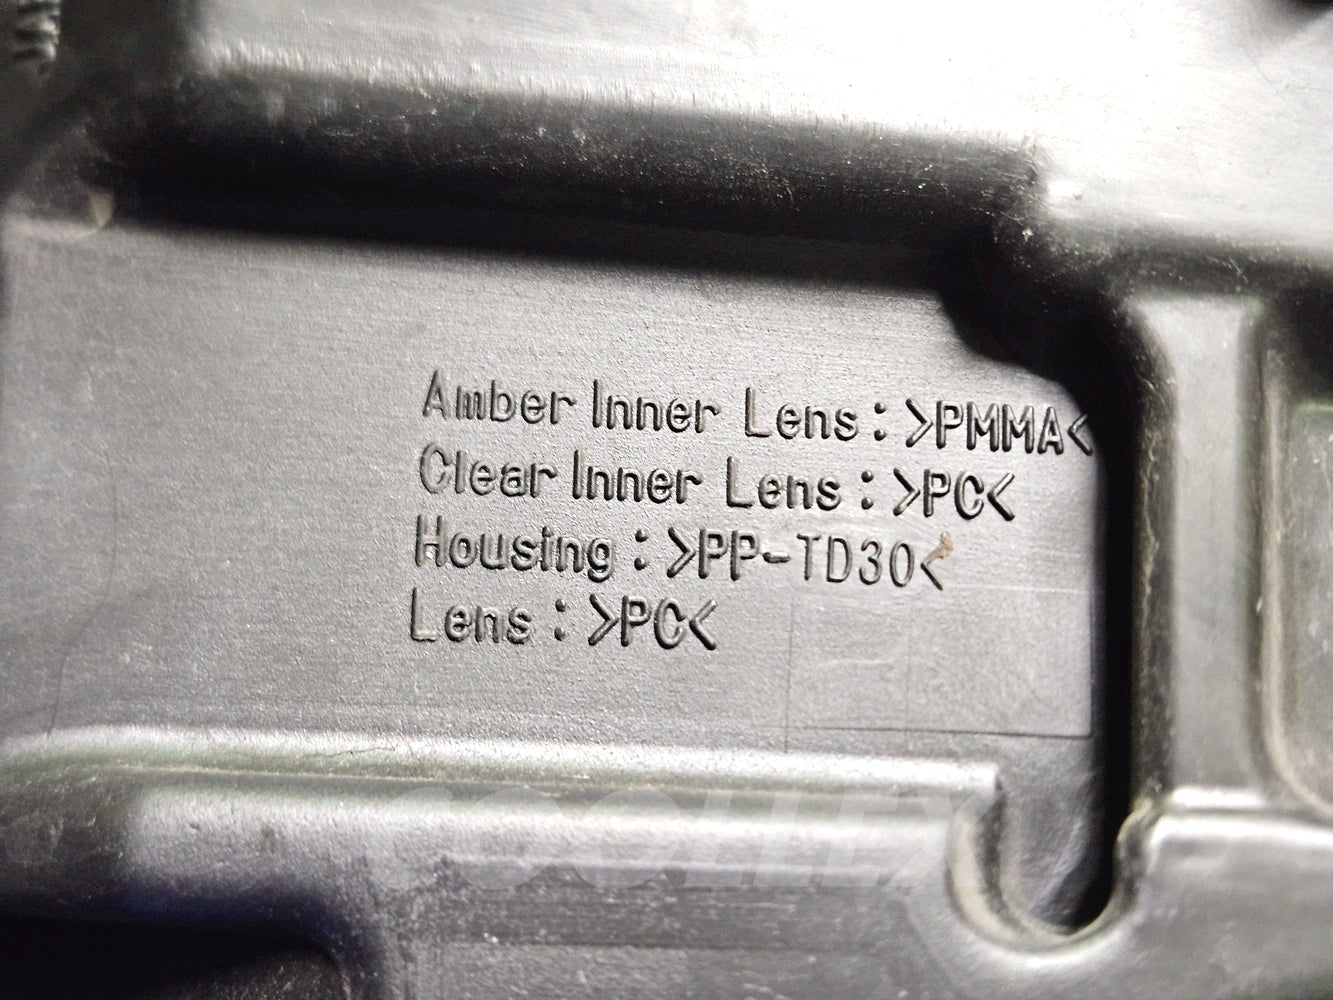 Amber Inner Lens : >PMMA<
Clear Inner Lens : >PC<
Housing : >PP-TD30<
Lens : >PC<